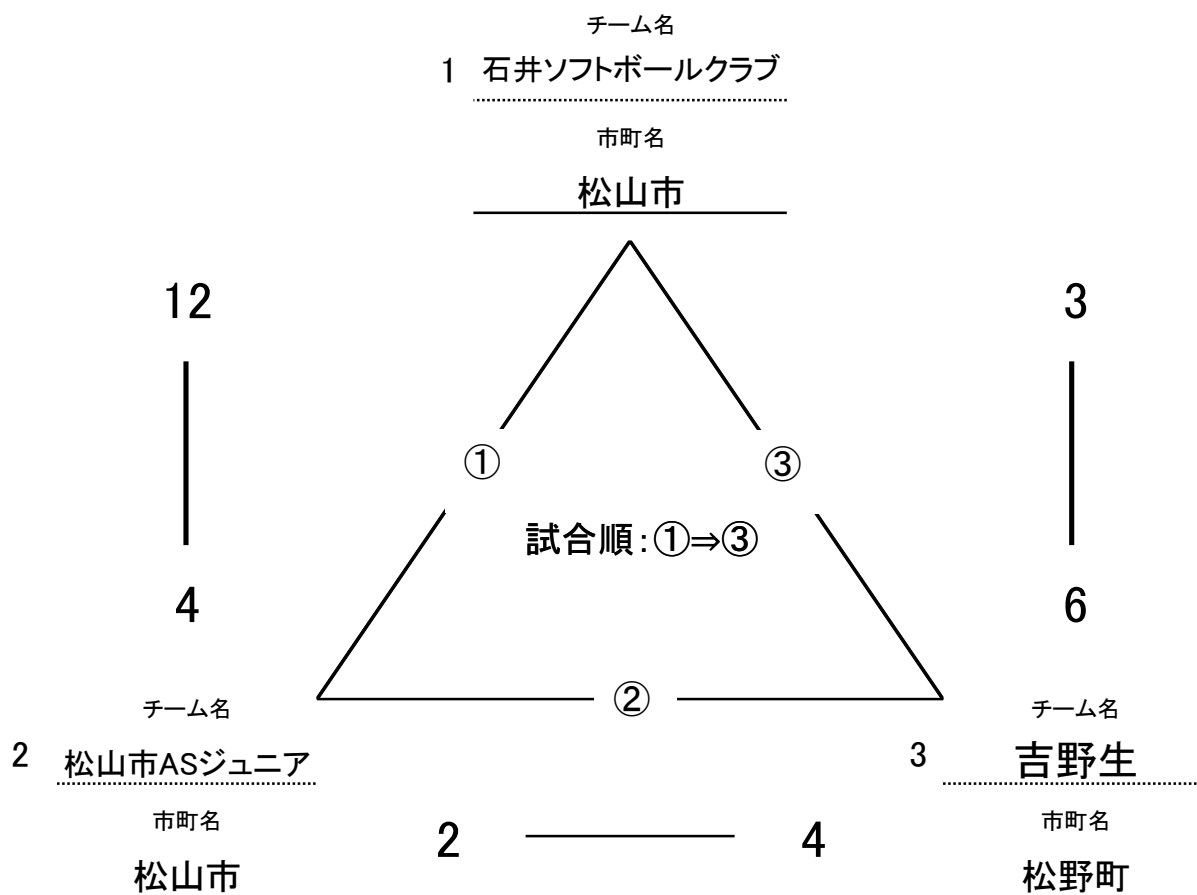 チーム名
1 石井ソフトボールクラブ
市町名
松山市
12
3
①
③
試合順：①⇒③
4
6
②
チーム名
2 松山市ASジュニア
市町名
松山市
チーム名
3 吉野生
市町名
松野町
2
4